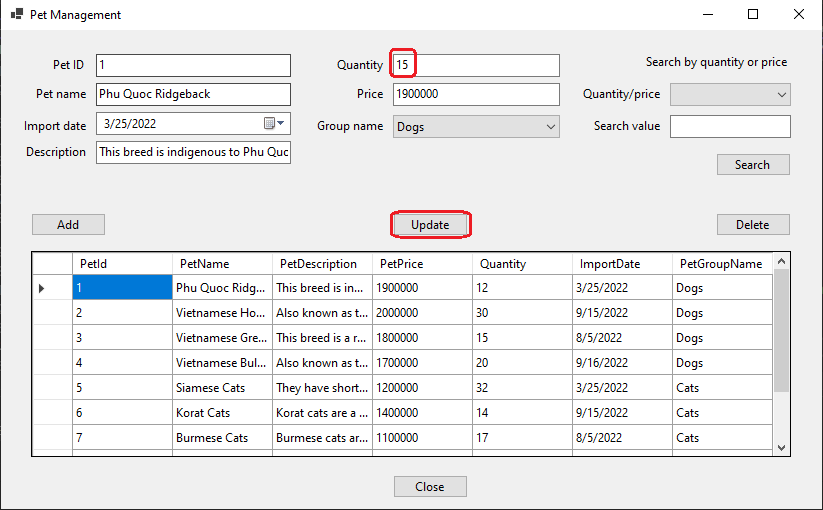 Pet Management
Pet ID 1 Quantity 15 Search by quantity or price
Pet name Phu Quoc Ridgeback Price 1900000 Quantity/price
Import date 3/25/2022 Group name Dogs Search value
Description This breed is indigenous to Phu Quoc
Search
Add Update Delete
PetId PetName PetDescription PetPrice Quantity ImportDate PetGroupName
1 Phu Quoc Ridg... This breed is in... 1900000 12 3/25/2022 Dogs
2 Vietnamese Ho... Also known as t... 2000000 30 9/15/2022 Dogs
3 Vietnamese Gre... This breed is a r... 1800000 15 8/5/2022 Dogs
4 Vietnamese Bul... Also known as t... 1700000 20 9/16/2022 Dogs
5 Siamese Cats They have short... 1200000 32 3/25/2022 Cats
6 Korat Cats Korat cats are a ... 1400000 14 9/15/2022 Cats
7 Burmese Cats Burmese cats ar... 1100000 17 8/5/2022 Cats
Close